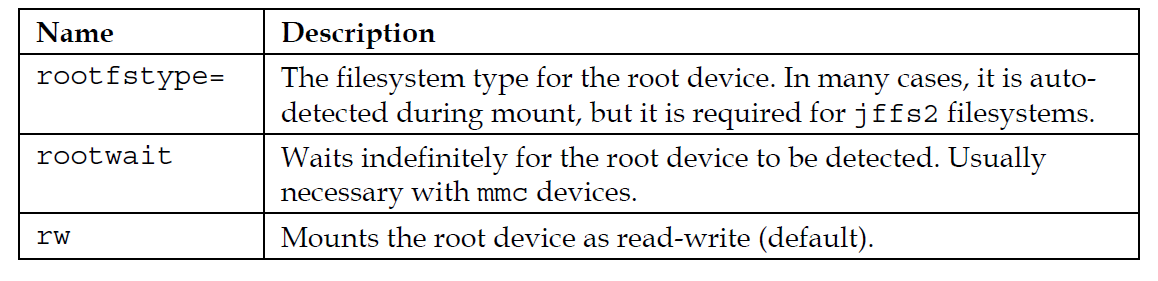 Name Description
rootfstype= The filesystem type for the root device. In many cases, it is auto-
detected during mount, but it is required for jffs2 filesystems.
rootwait Waits indefinitely for the root device to be detected. Usually
necessary with mmc devices.
rw Mounts the root device as read-write (default).